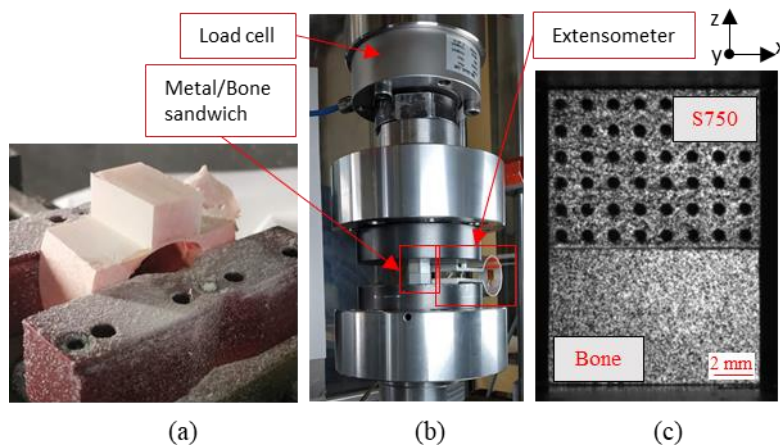 Load cell
Extensometer
Metal/Bone
sandwich
z
y
x
S750
Bone
2 mm
(a)
(b)
(c)